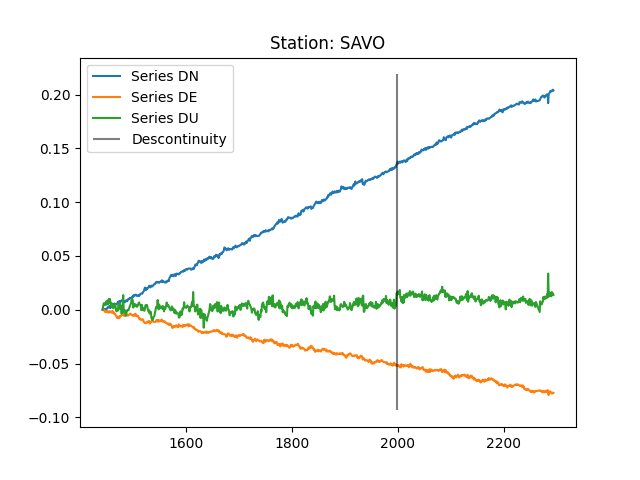 Station: SAVO
Series DN
Series DE
Series DU
Descontinuity
0.20
0.15
0.10
0.05
0.00
−0.05
−0.10
1600 1800 2000 2200